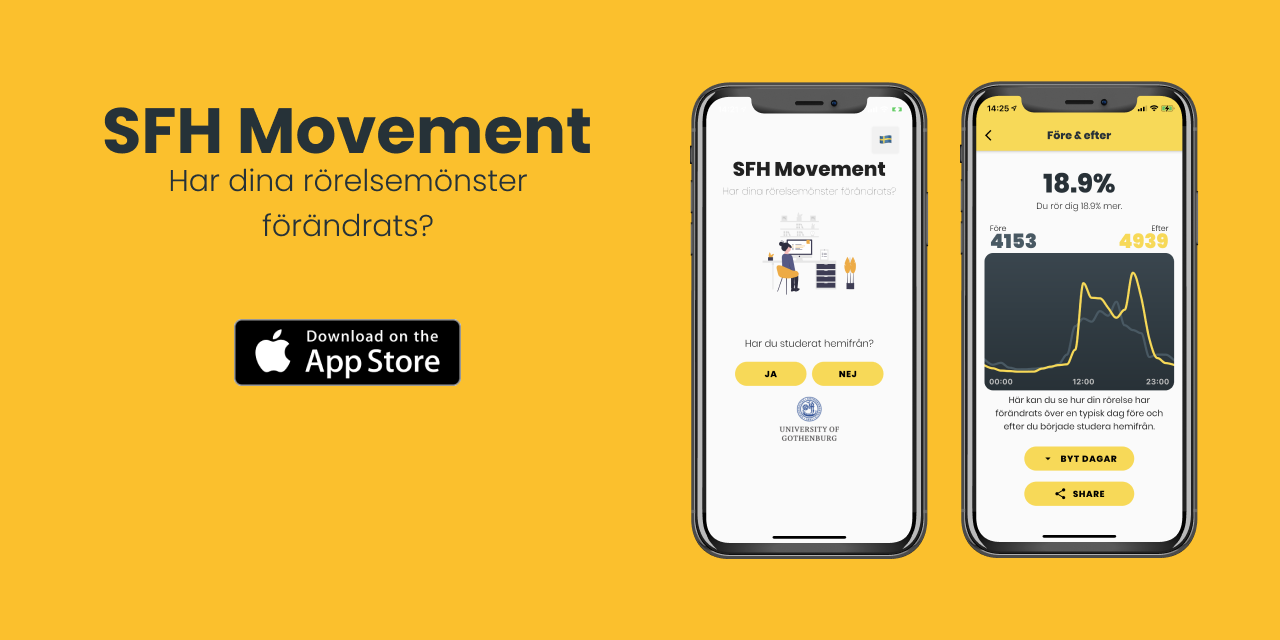 SFH Movement
Har dina rörelsemönster
förändrats?
Download on the
App Store
SFH Movement
Har dina rörelsemönster förändrats?
Har du studerat hemifrån?
JA
NEJ
UNIVERSITY OF
GOTHENBURG
14:25
Före & efter
18.9%
Du rör dig 18.9% mer.
Före
Efter
4153
4939
00:00
12:00
23:00
Här kan du se hur din rörelse har
förändrats över en typisk dag före och
efter du började studera hemifrån.
BYT DAGAR
SHARE